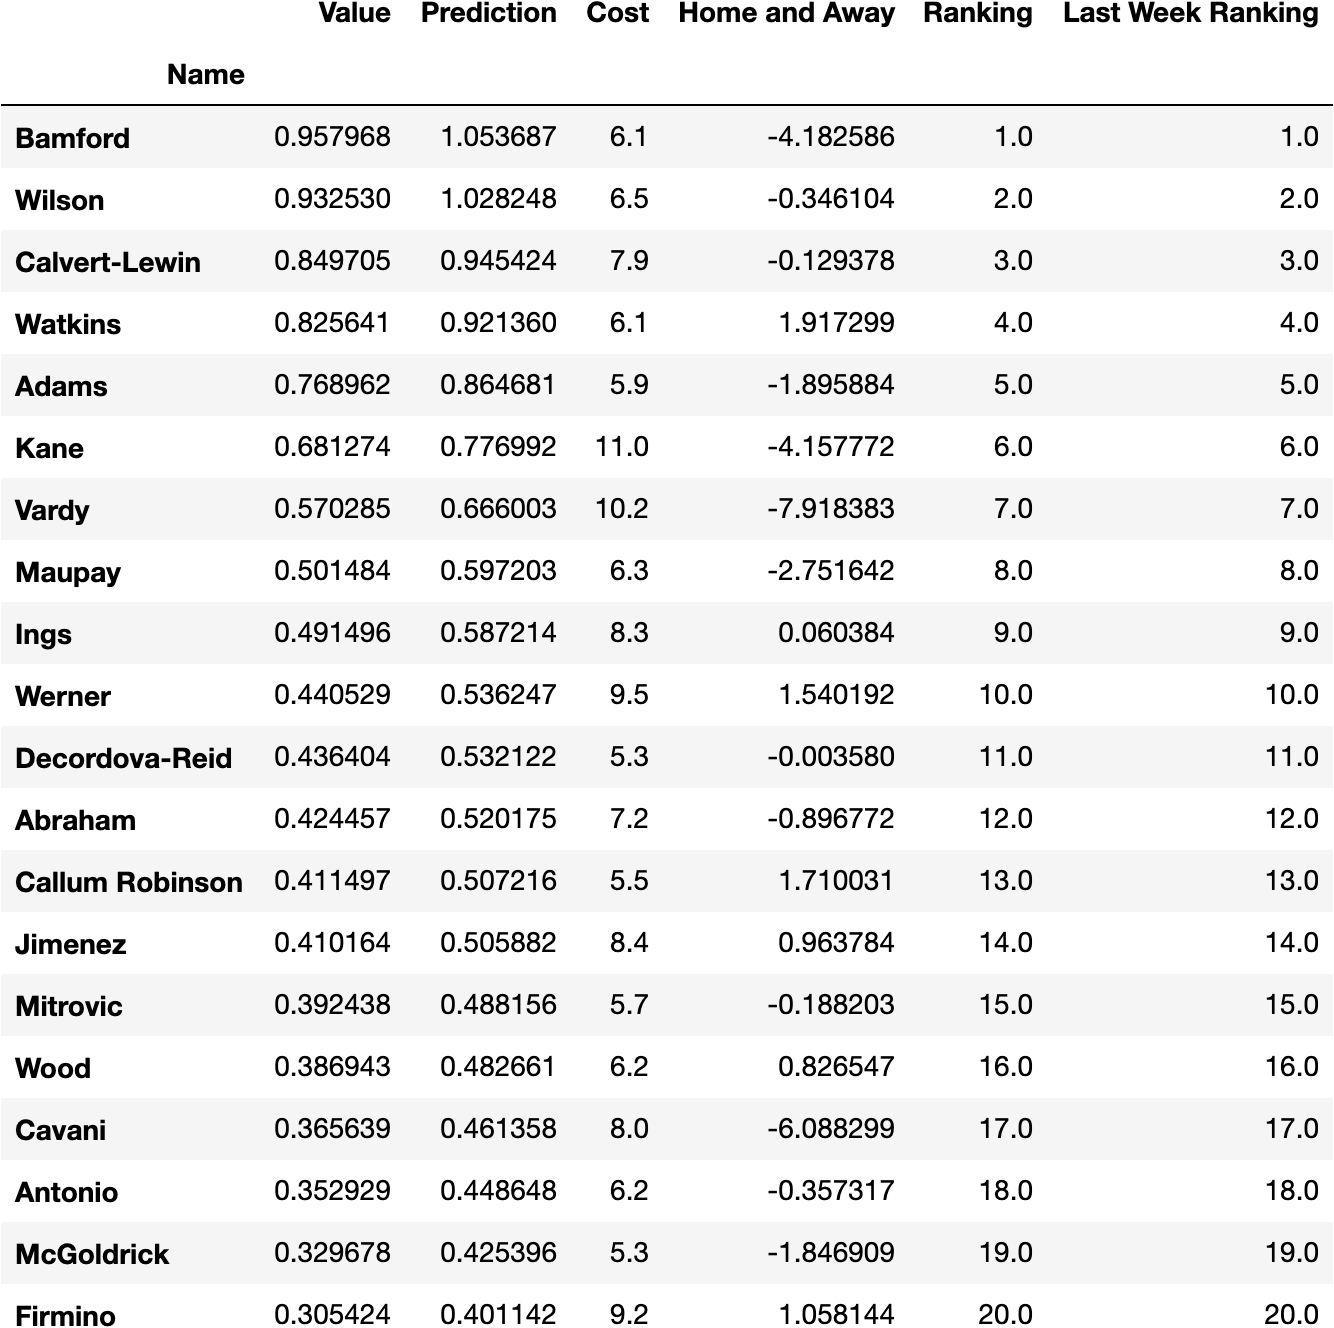 Value Prediction Cost Home and Away Ranking Last Week Ranking
Name
Bamford 0.957968 1.053687 6.1 -4.182586 1.0 1.0
Wilson 0.932530 1.028248 6.5 -0.346104 2.0 2.0
Calvert-Lewin 0.849705 0.945424 7.9 -0.129378 3.0 3.0
Watkins 0.825641 0.921360 6.1 1.917299 4.0 4.0
Adams 0.768962 0.864681 5.9 -1.895884 5.0 5.0
Kane 0.681274 0.776992 11.0 -4.157772 6.0 6.0
Vardy 0.570285 0.666003 10.2 -7.918383 7.0 7.0
Maupay 0.501484 0.597203 6.3 -2.751642 8.0 8.0
Ings 0.491496 0.587214 8.3 0.060384 9.0 9.0
Werner 0.440529 0.536247 9.5 1.540192 10.0 10.0
Decordova-Reid 0.436404 0.532122 5.3 -0.003580 11.0 11.0
Abraham 0.424457 0.520175 7.2 -0.896772 12.0 12.0
Callum Robinson 0.411497 0.507216 5.5 1.710031 13.0 13.0
Jimenez 0.410164 0.505882 8.4 0.963784 14.0 14.0
Mitrovic 0.392438 0.488156 5.7 -0.188203 15.0 15.0
Wood 0.386943 0.482661 6.2 0.826547 16.0 16.0
Cavani 0.365639 0.461358 8.0 -6.088299 17.0 17.0
Antonio 0.352929 0.448648 6.2 -0.357317 18.0 18.0
McGoldrick 0.329678 0.425396 5.3 -1.846909 19.0 19.0
Firmino 0.305424 0.401142 9.2 1.058144 20.0 20.0